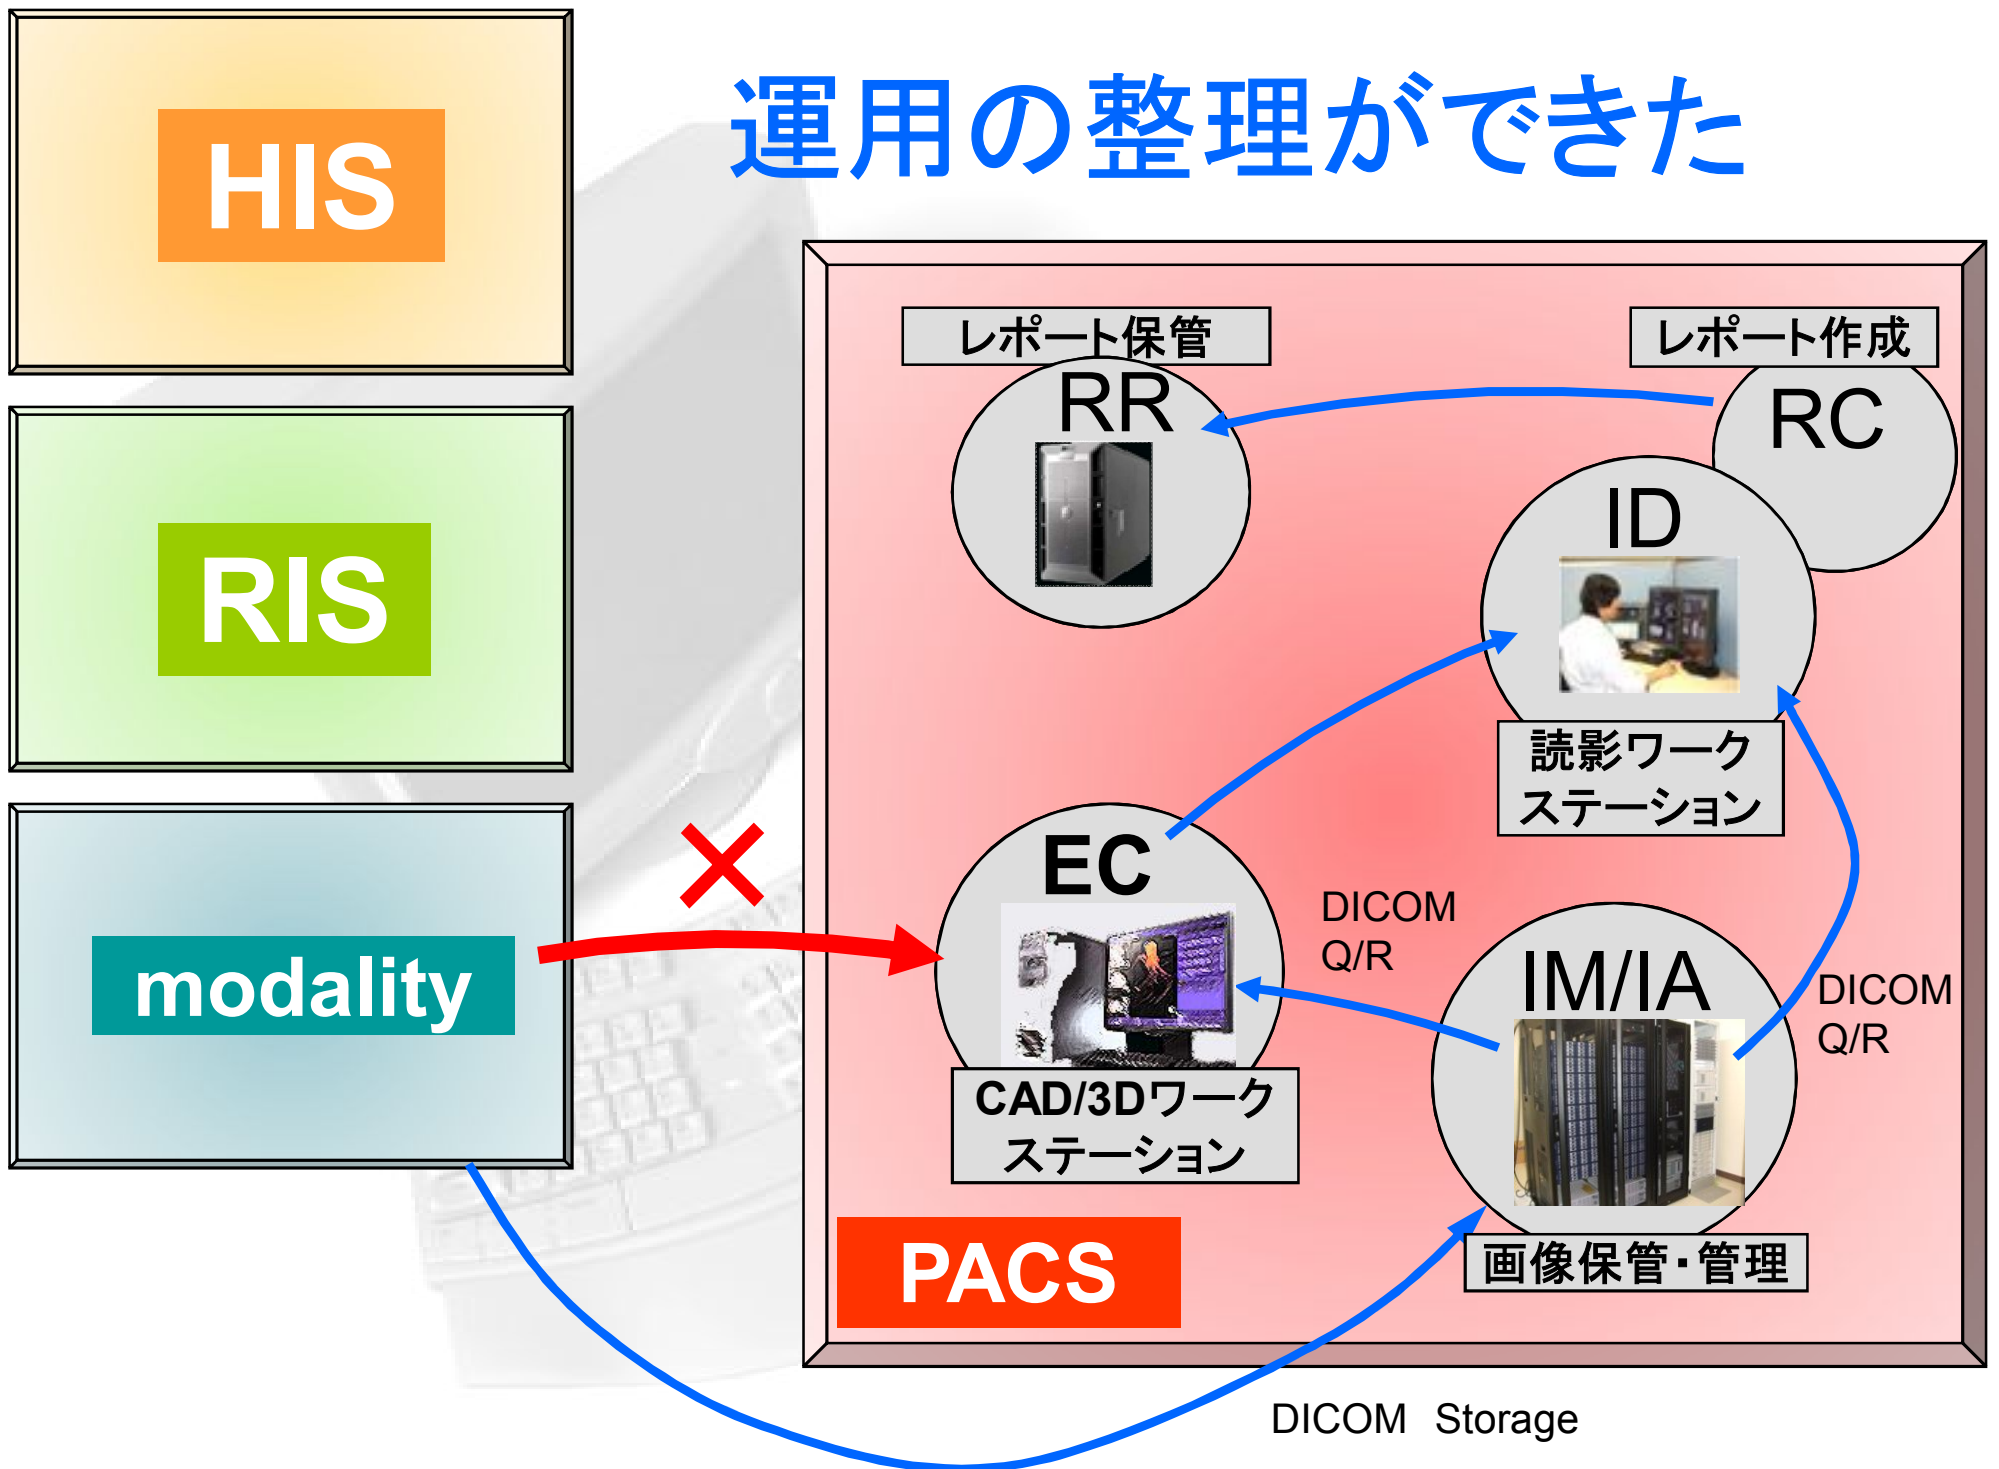 運用の整理ができた
HIS
RIS
modality
×
レポート保管
RR
レポート作成
RC
ID
読影ワーク
ステーション
EC
CAD/3Dワーク
ステーション
DICOM
Q/R
IM/IA
画像保管・管理
DICOM
Q/R
PACS
DICOM Storage